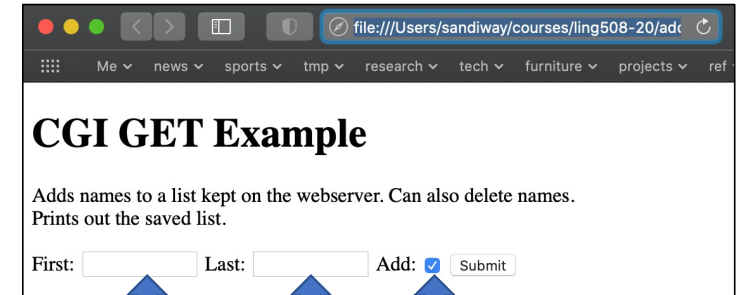 file:///Users/sandiway/courses/ling508-20/add
Me news sports tmp research tech furniture projects ref
CGI GET Example
Adds names to a list kept on the webserver. Can also delete names.
Prints out the saved list.
First: Last: Add: Submit